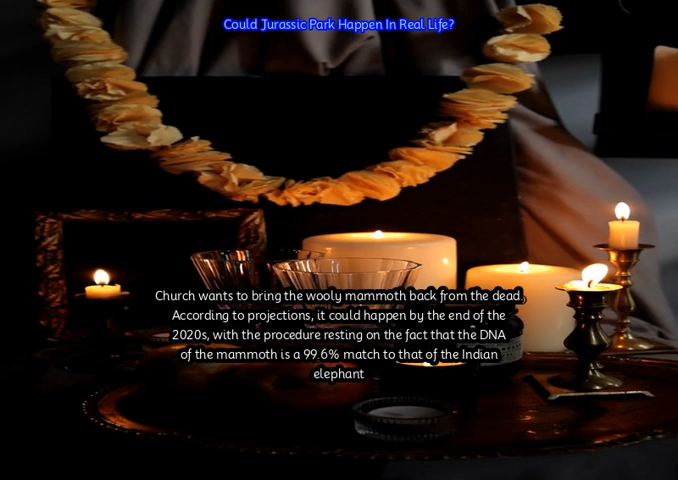 Could Jurassic Park Happen In Real Life?
Church wants to bring the wooly mammoth back from the dead.
According to projections, it could happen by the end of the
2020s, with the procedure resting on the fact that the DNA
of the mammoth is a 99.6% match to that of the Indian
elephant